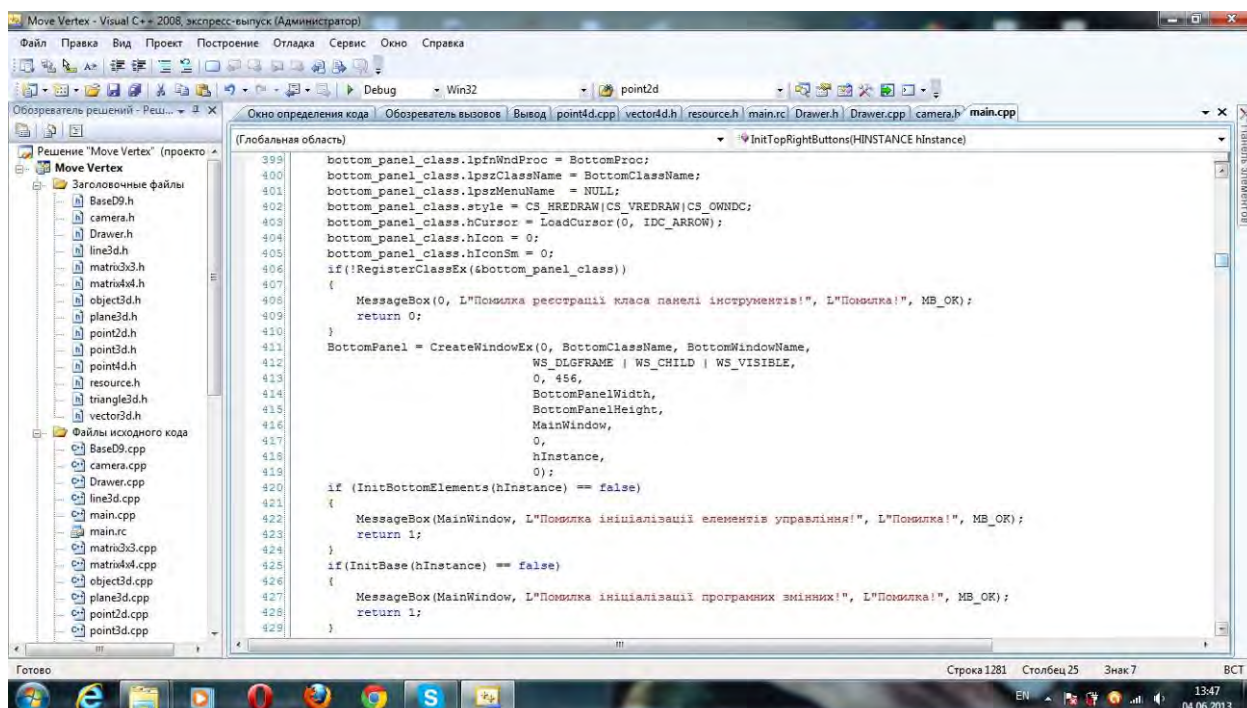 Move Vertex - Visual C++ 2008, экспресс-выпуск (Администратор)
Файл Правка Вид Проект Построение Отладка Сервис Окно Справка
Debug Win32 point2d
Обозреватель решений - Реш...
Окно определения кода Обозреватель вызовов Вывод point4d.cpp vector4d.h resource.h main.rc Drawer.h Drawer.cpp camera.h main.cpp
(Глобальная область) InitTopRightButtons(HINSTANCE hInstance)
Панель элементов
Решение "Move Vertex" (проекто
Move Vertex
Заголовочные файлы
BaseD9.h
camera.h
Drawer.h
line3d.h
matrix3x3.h
matrix4x4.h
object3d.h
plane3d.h
point2d.h
point3d.h
point4d.h
resource.h
triangle3d.h
vector3d.h
Файлы исходного кода
BaseD9.cpp
camera.cpp
Drawer.cpp
line3d.cpp
main.cpp
main.rc
matrix3x3.cpp
matrix4x4.cpp
object3d.cpp
plane3d.cpp
point2d.cpp
point3d.cpp
399 bottom_panel_class.lpfnWndProc = BottomProc;
400 bottom_panel_class.lpszClassName = BottomClassName;
401 bottom_panel_class.lpszMenuName = NULL;
402 bottom_panel_class.style = CS_HREDRAW|CS_VREDRAW|CS_OWNDC;
403 bottom_panel_class.hCursor = LoadCursor(0, IDC_ARROW);
404 bottom_panel_class.hIcon = 0;
405 bottom_panel_class.hIconSm = 0;
406 if(!RegisterClassEx(&bottom_panel_class))
407 {
408 MessageBox(0, L"Помилка реєстрації класа панелі інструментів!", L"Помилка!", MB_OK);
409 return 0;
410 }
411 BottomPanel = CreateWindowEx(0, BottomClassName, BottomWindowName,
412 WS_DLGFRAME | WS_CHILD | WS_VISIBLE,
413 0, 456,
414 BottomPanelWidth,
415 BottomPanelHeight,
416 MainWindow,
417 0,
418 hInstance,
419 0);
420 if (InitBottomElements(hInstance) == false)
421 {
422 MessageBox(MainWindow, L"Помилка ініціалізації елементів управління!", L"Помилка!", MB_OK);
423 return 1;
424 }
425 if(InitBase(hInstance) == false)
426 {
427 MessageBox(MainWindow, L"Помилка ініціалізації програмних змінних!", L"Помилка!", MB_OK);
428 return 1;
429 }
Готово Строка 1281 Столбец 25 Знак 7 ВСТ
EN 13:47
04.06.2013